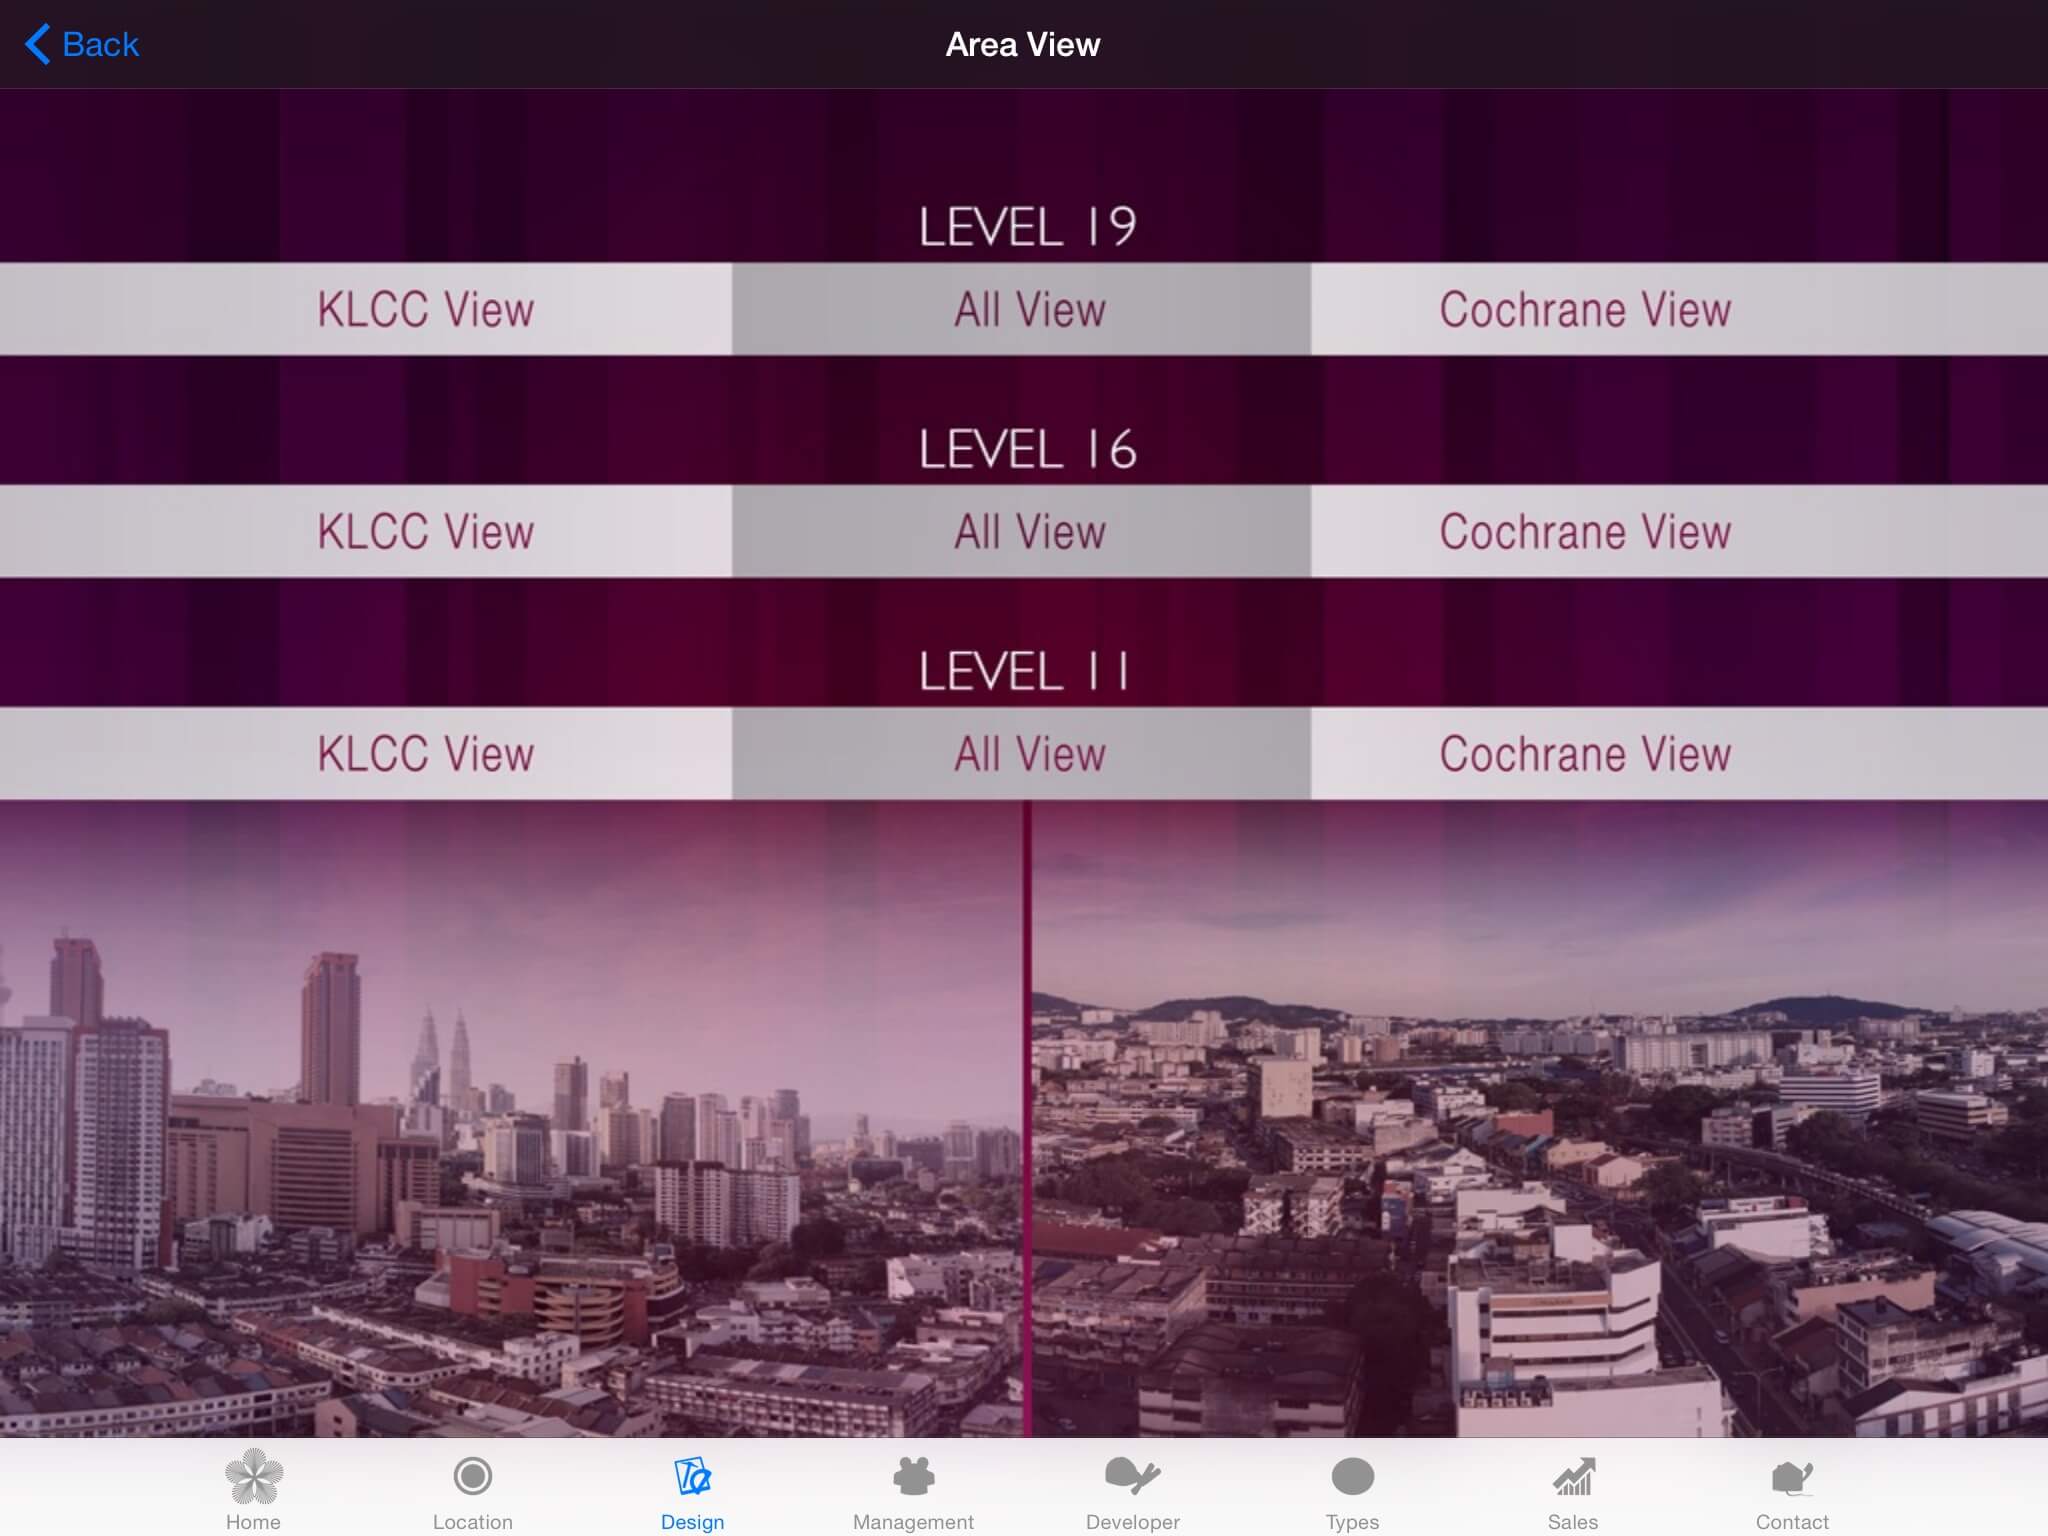 Back
Area View
LEVEL 19
KLCC View
All View
Cochrane View
LEVEL 16
KLCC View
All View
Cochrane View
LEVEL 11
KLCC View
All View
Cochrane View
Home
Location
Design
Management
Developer
Types
Sales
Contact